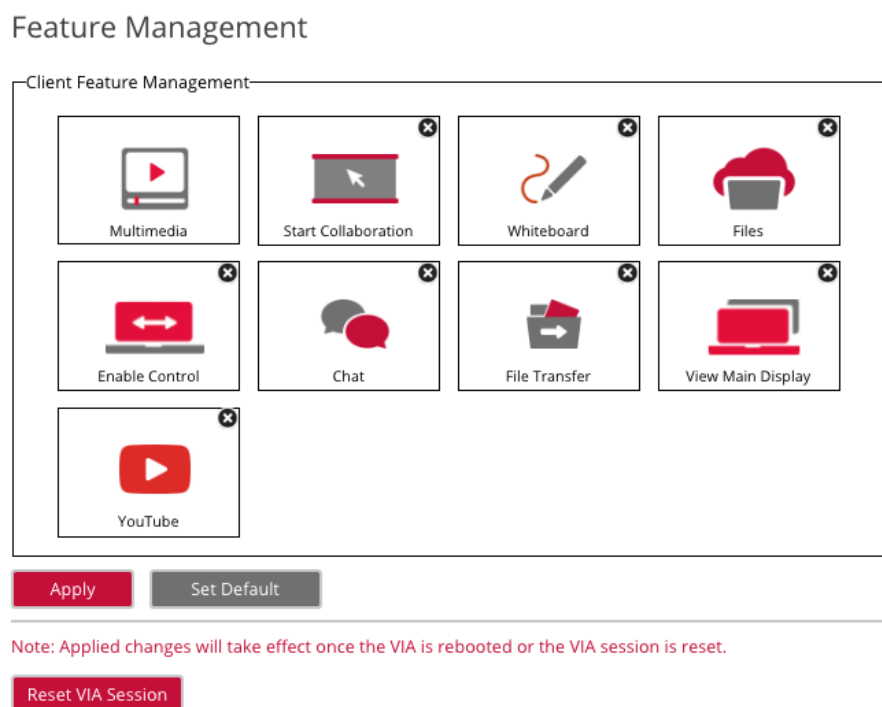 Feature Management
Client Feature Management
Multimedia
Start Collaboration
Whiteboard
Files
Enable Control
Chat
File Transfer
View Main Display
YouTube
Apply
Set Default
Note: Applied changes will take effect once the VIA is rebooted or the VIA session is reset.
Reset VIA Session